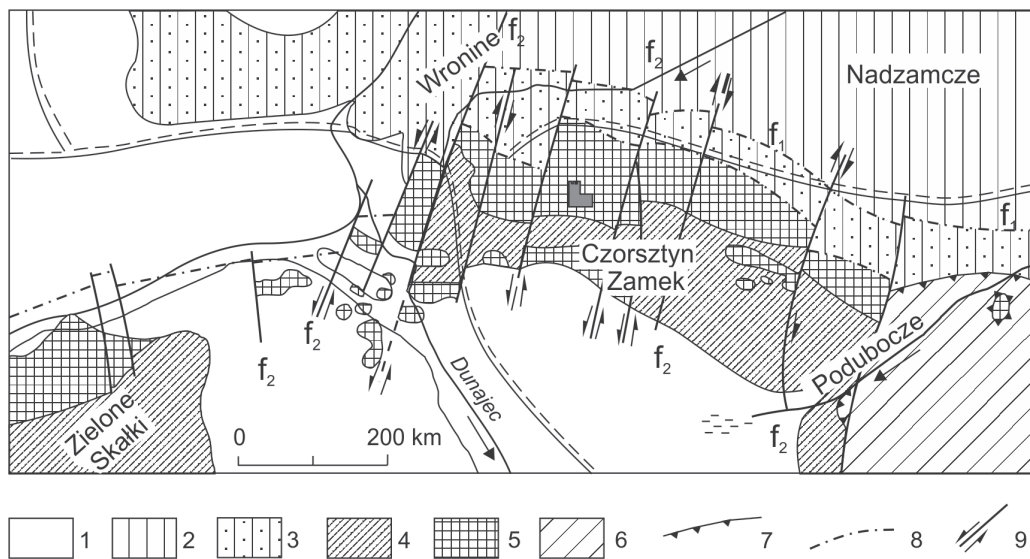 f₂
Wronine
f₂
Nadzamcze
f₁
f₁
Czorsztyn
Zamek
f₂
f₂
f₂
Podubocze
f₂
Dunajec
Zielone
Skałki
0 200 km
1 2 3 4 5 6 7 8 9